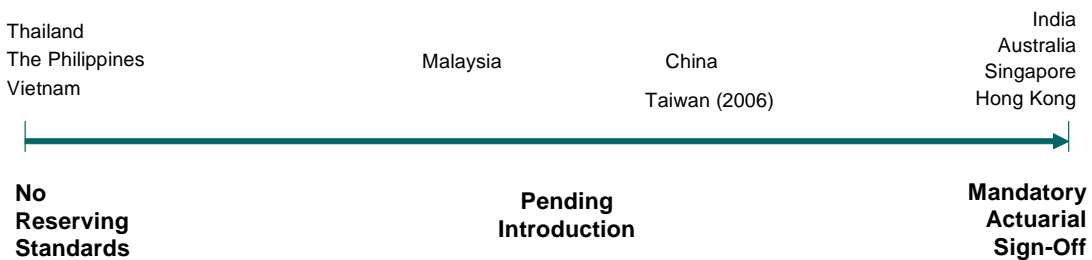 Thailand
The Philippines
Vietnam
Malaysia
China
Taiwan (2006)
India
Australia
Singapore
Hong Kong
No
Reserving
Standards
Pending
Introduction
Mandatory
Actuarial
Sign-Off